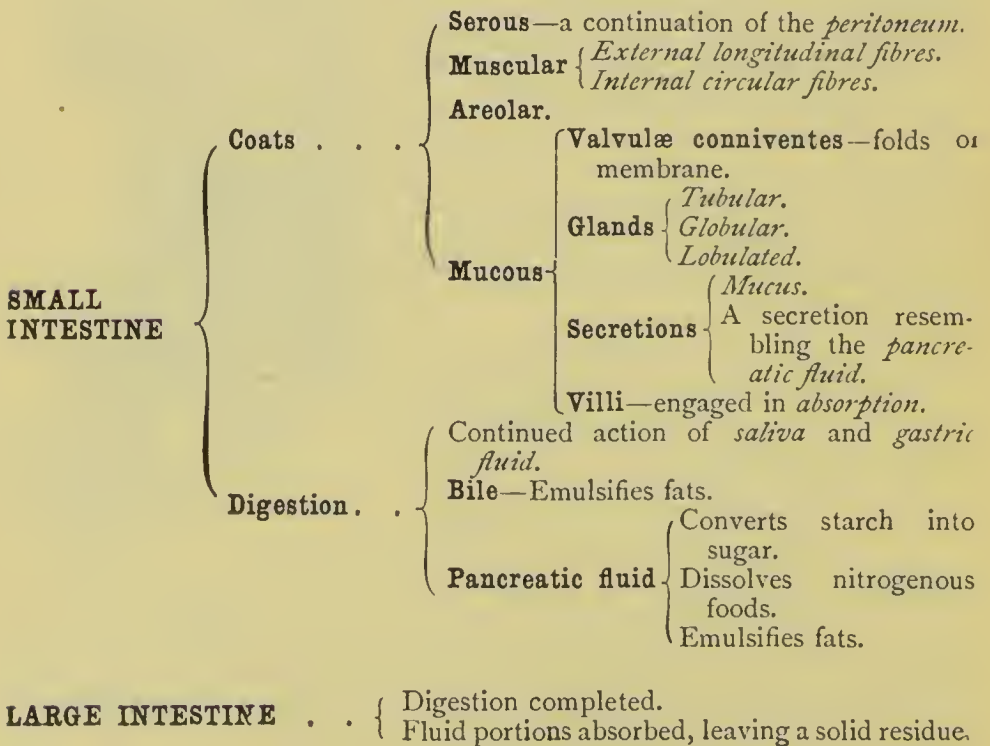 Serous—a continuation of the peritoneum.
Muscular
External longitudinal fibres.
Internal circular fibres.
Areolar.
Coats . . .
Valvulæ conniventes—folds or
membrane.
Glands
Tubular.
Globular.
Lobulated.
Mucous
SMALL
INTESTINE
Secretions
Mucus.
A secretion resem-
bling the pancre-
atic fluid.
Villi—engaged in absorption.
Digestion. .
Continued action of saliva and gastric
fluid.
Bile—Emulsifies fats.
Pancreatic fluid
Converts starch into
sugar.
Dissolves nitrogenous
foods.
Emulsifies fats.
LARGE INTESTINE . .
Digestion completed.
Fluid portions absorbed, leaving a solid residue.